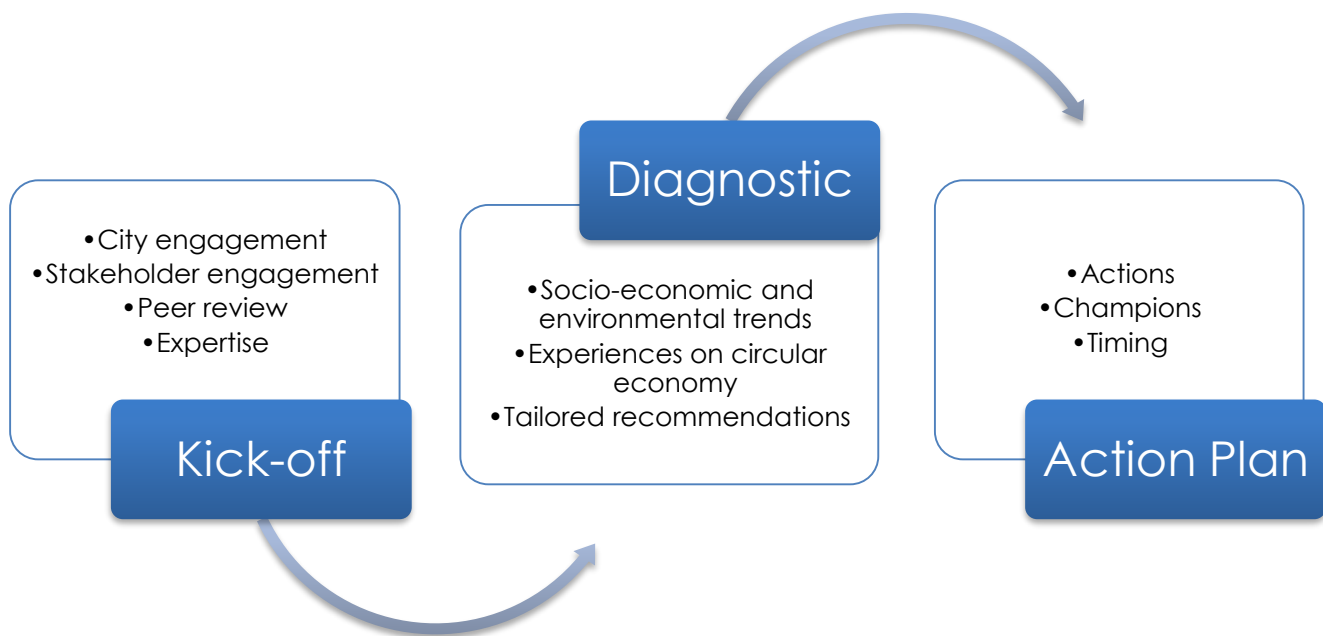 •City engagement
•Stakeholder engagement
•Peer review
•Expertise
Kick-off
Diagnostic
•Socio-economic and
environmental trends
•Experiences on circular
economy
•Tailored recommendations
•Actions
•Champions
•Timing
Action Plan